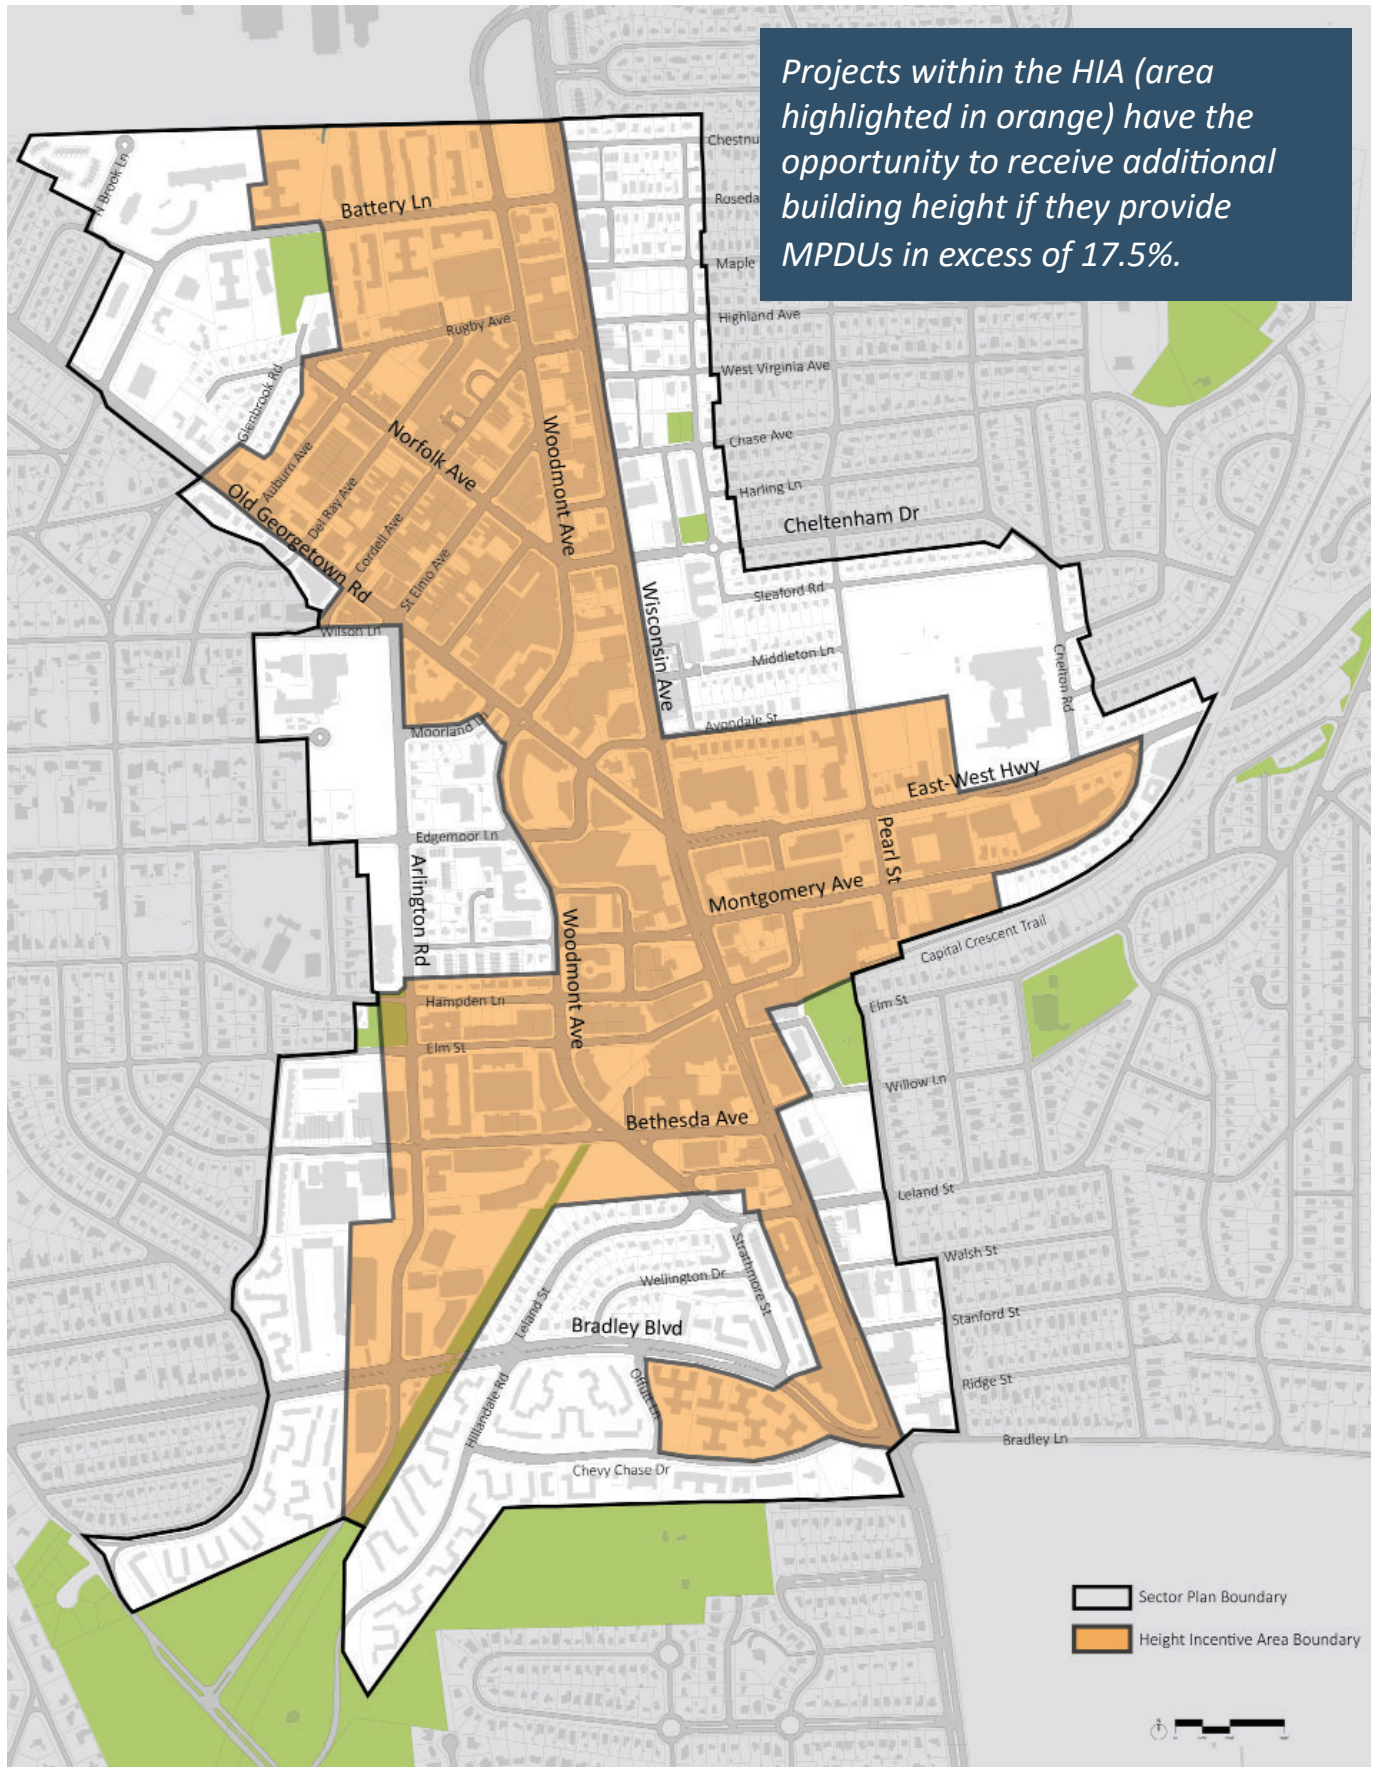 Projects within the HIA (area
highlighted in orange) have the
opportunity to receive additional
building height if they provide
MPDUs in excess of 17.5%.
N Brook Ln
Battery Ln
Maple
Highland Ave
Rugby Ave
West Virginia Ave
Glenbrook Rd
Norfolk Ave
Woodmont Ave
Chase Ave
Auburn Ave
Harling Ln
Old Georgetown Rd
Del Ray Ave
Cordell Ave
St Elmo Ave
Cheltenham Dr
Wisconsin Ave
Sleaford Rd
Wilson Ln
Middleton Ln
Chelton Rd
Moorland Ln
Avondale St
East-West Hwy
Edgemoor Ln
Pearl St
Arlington Rd
Montgomery Ave
Woodmont Ave
Capital Crescent Trail
Hampden Ln
Elm St
Elm St
Willow Ln
Bethesda Ave
Leland St
Strathmore St
Walsh St
Wellington Dr
Leland St
Bradley Blvd
Stanford St
Offutt Ln
Hillandale Rd
Ridge St
Bradley Ln
Chevy Chase Dr
Sector Plan Boundary
Height Incentive Area Boundary